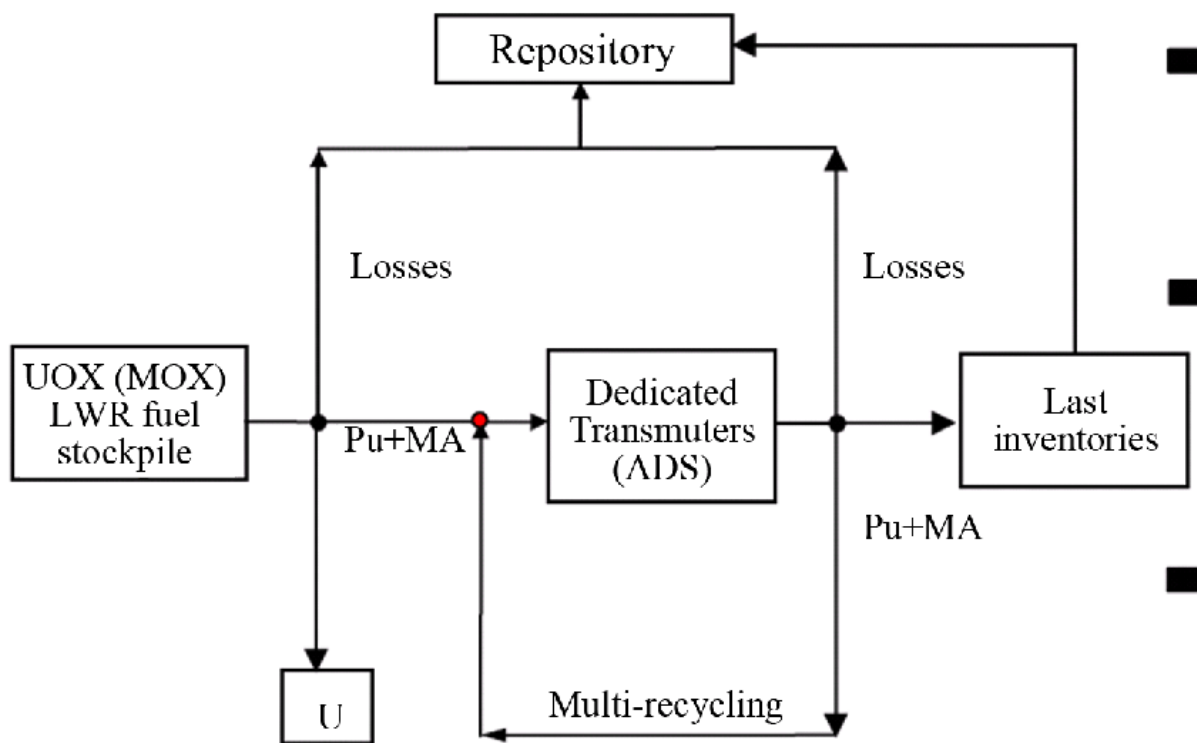 Repository
Losses
Losses
UOX (MOX)
LWR fuel
stockpile
Pu+MA
Dedicated
Transmuters
(ADS)
Last
inventories
Pu+MA
U
Multi-recycling